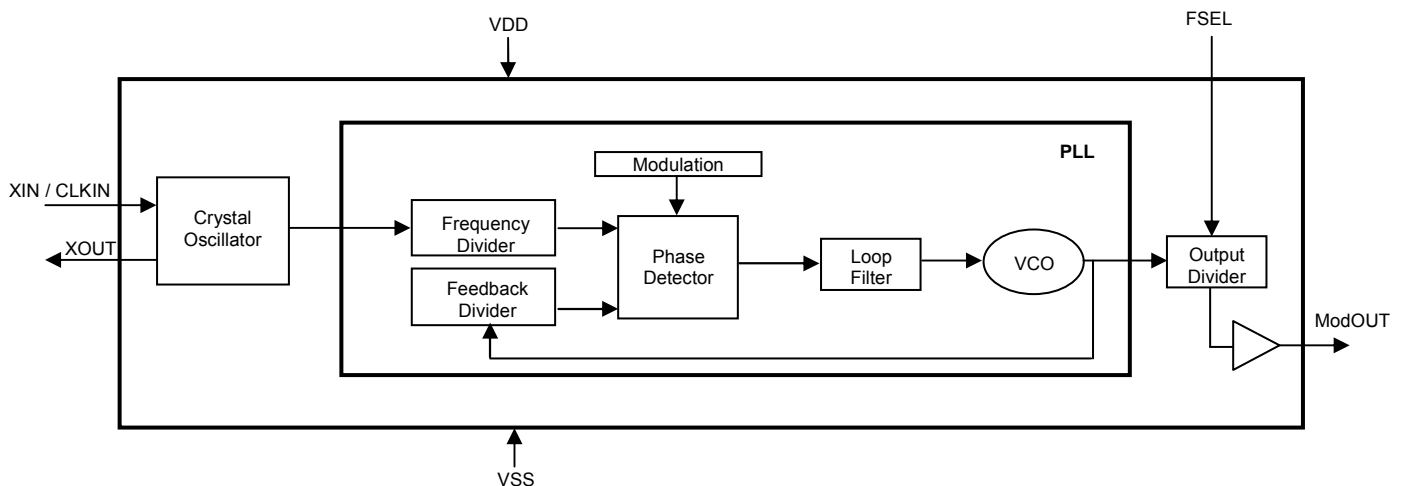 VDD
FSEL
PLL
Modulation
XIN / CLKIN
Crystal
Oscillator
XOUT
Frequency
Divider
Feedback
Divider
Phase
Detector
Loop
Filter
VCO
Output
Divider
ModOUT
VSS